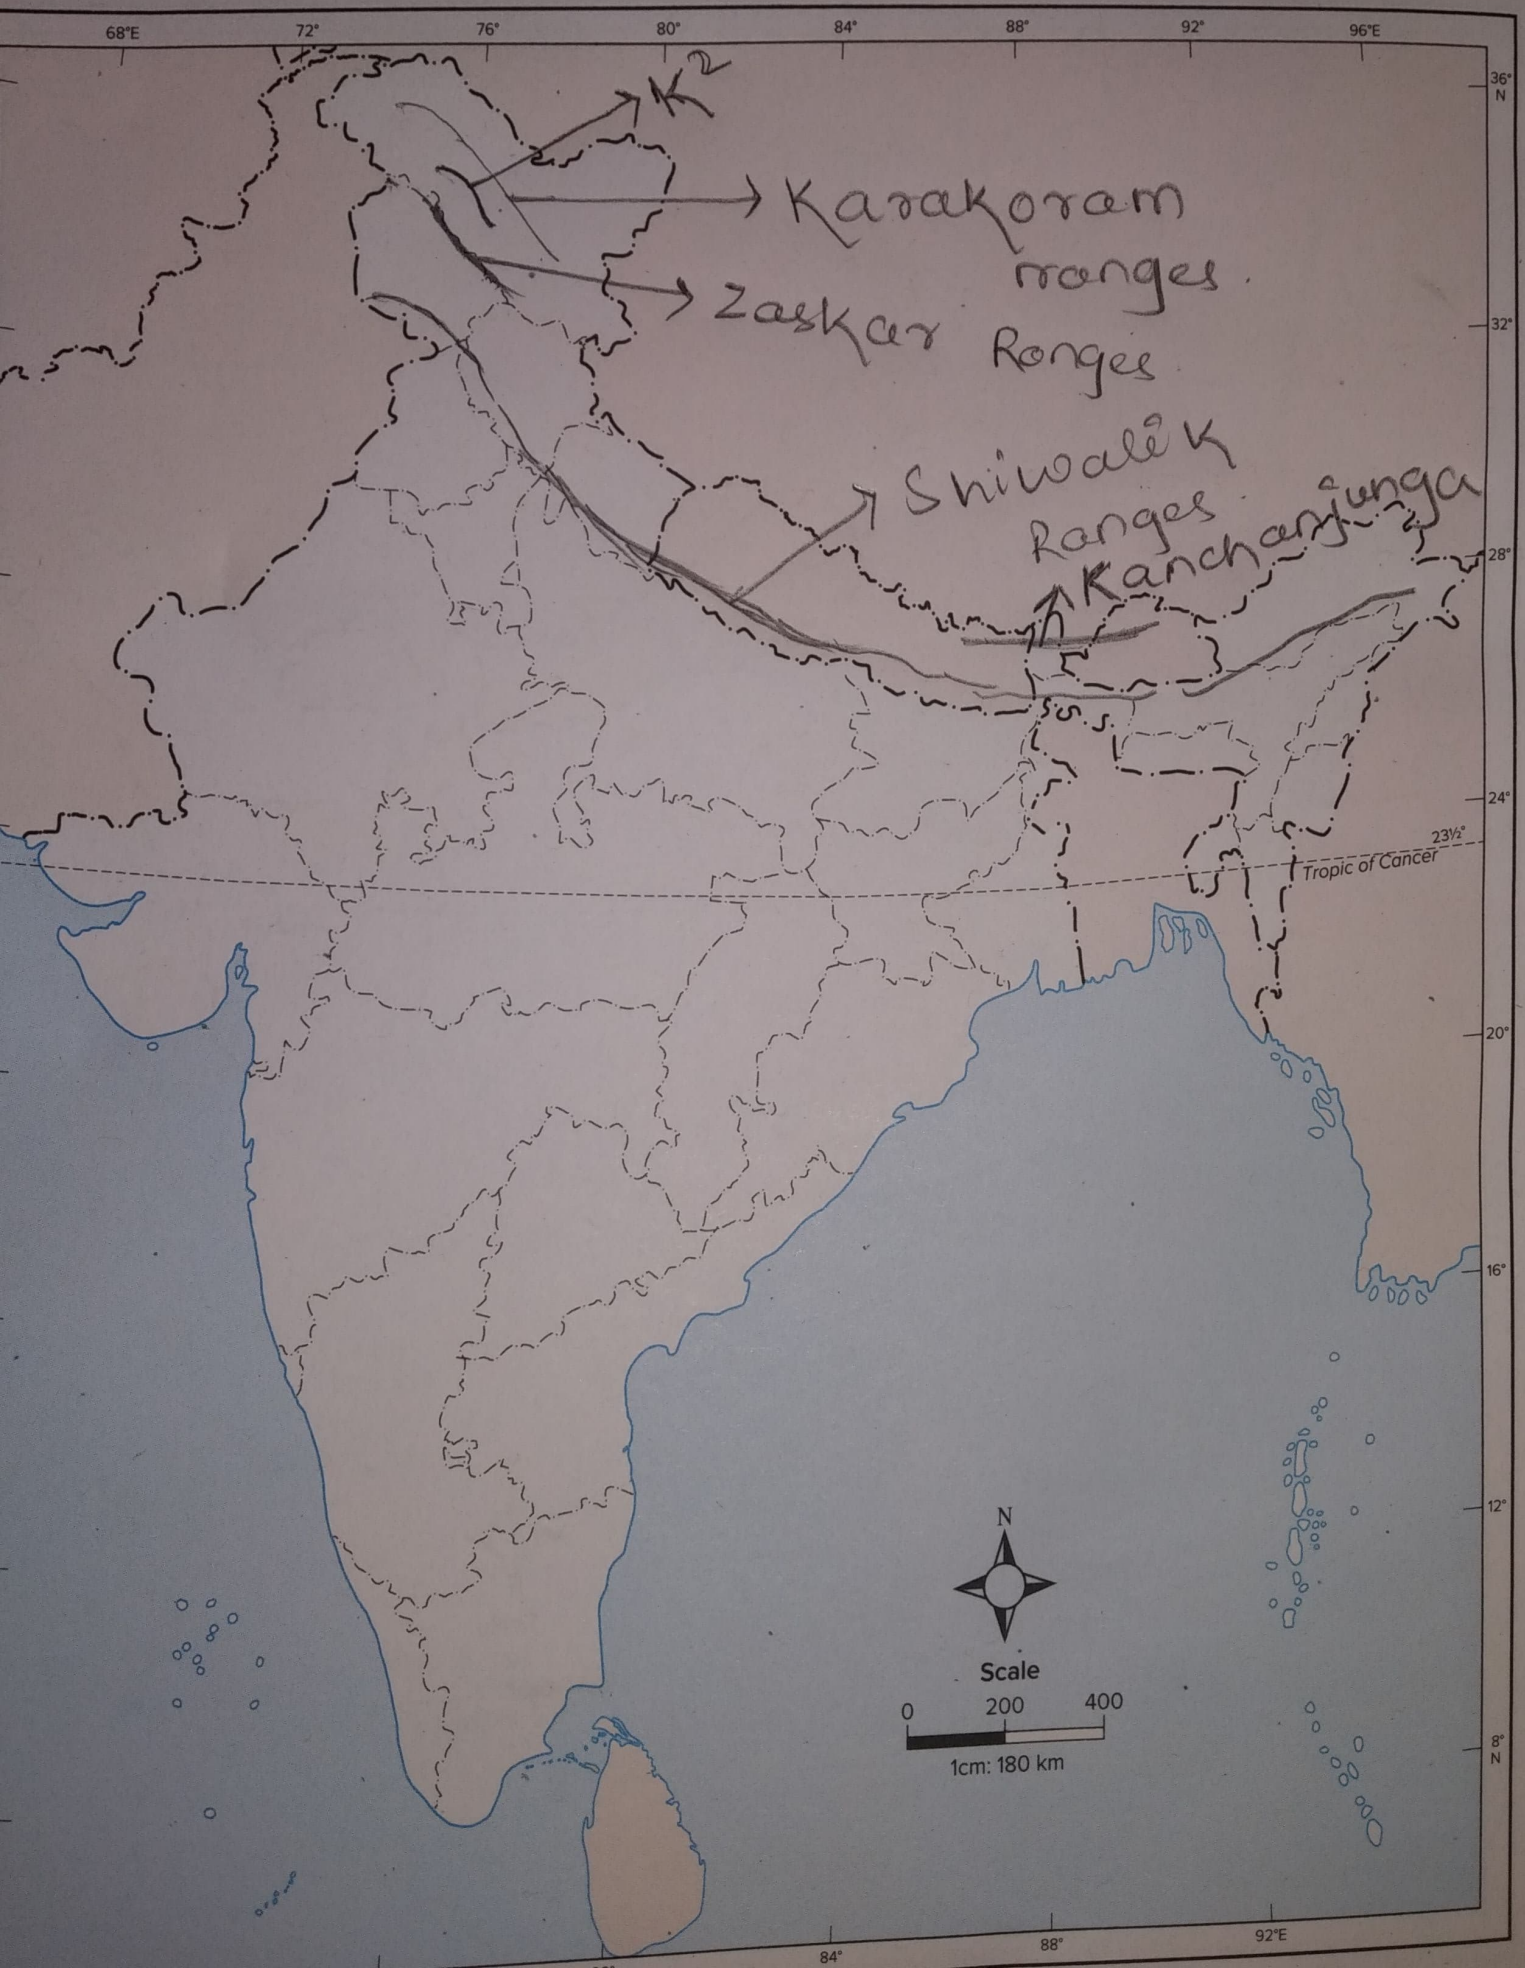 68°E 72° 76° 80° 84° 88° 92° 96°E
36°
N
K²
Karakoram
rranges.
32°
Zaskar Ranges
Shiwalik
Ranges.
Kanchanjunga
28°
24°
23½°
Tropic of Cancer
20°
16°
12°
N
Scale
0 200 400
1cm: 180 km
8°
N
84° 88° 92°E